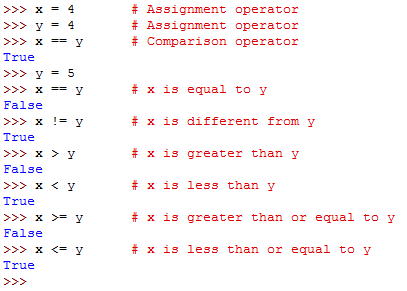 >>> x = 4       # Assignment operator
>>> y = 4       # Assignment operator
>>> x == y      # Comparison operator
True
>>> y = 5
>>> x == y      # x is equal to y
False
>>> x != y      # x is different from y
True
>>> x > y       # x is greater than y
False
>>> x < y       # x is less than y
True
>>> x >= y      # x is greater than or equal to y
False
>>> x <= y      # x is less than or equal to y
True
>>>